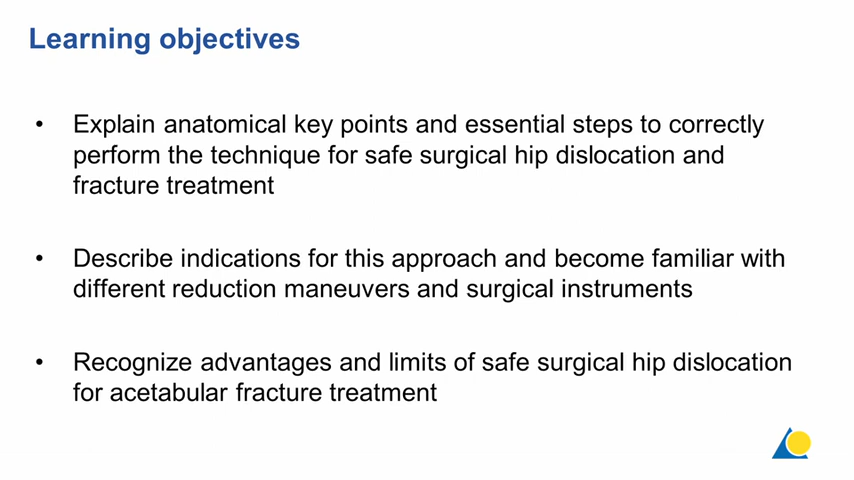 Learning objectives
• Explain anatomical key points and essential steps to correctly
perform the technique for safe surgical hip dislocation and
fracture treatment
• Describe indications for this approach and become familiar with
different reduction maneuvers and surgical instruments
• Recognize advantages and limits of safe surgical hip dislocation
for acetabular fracture treatment